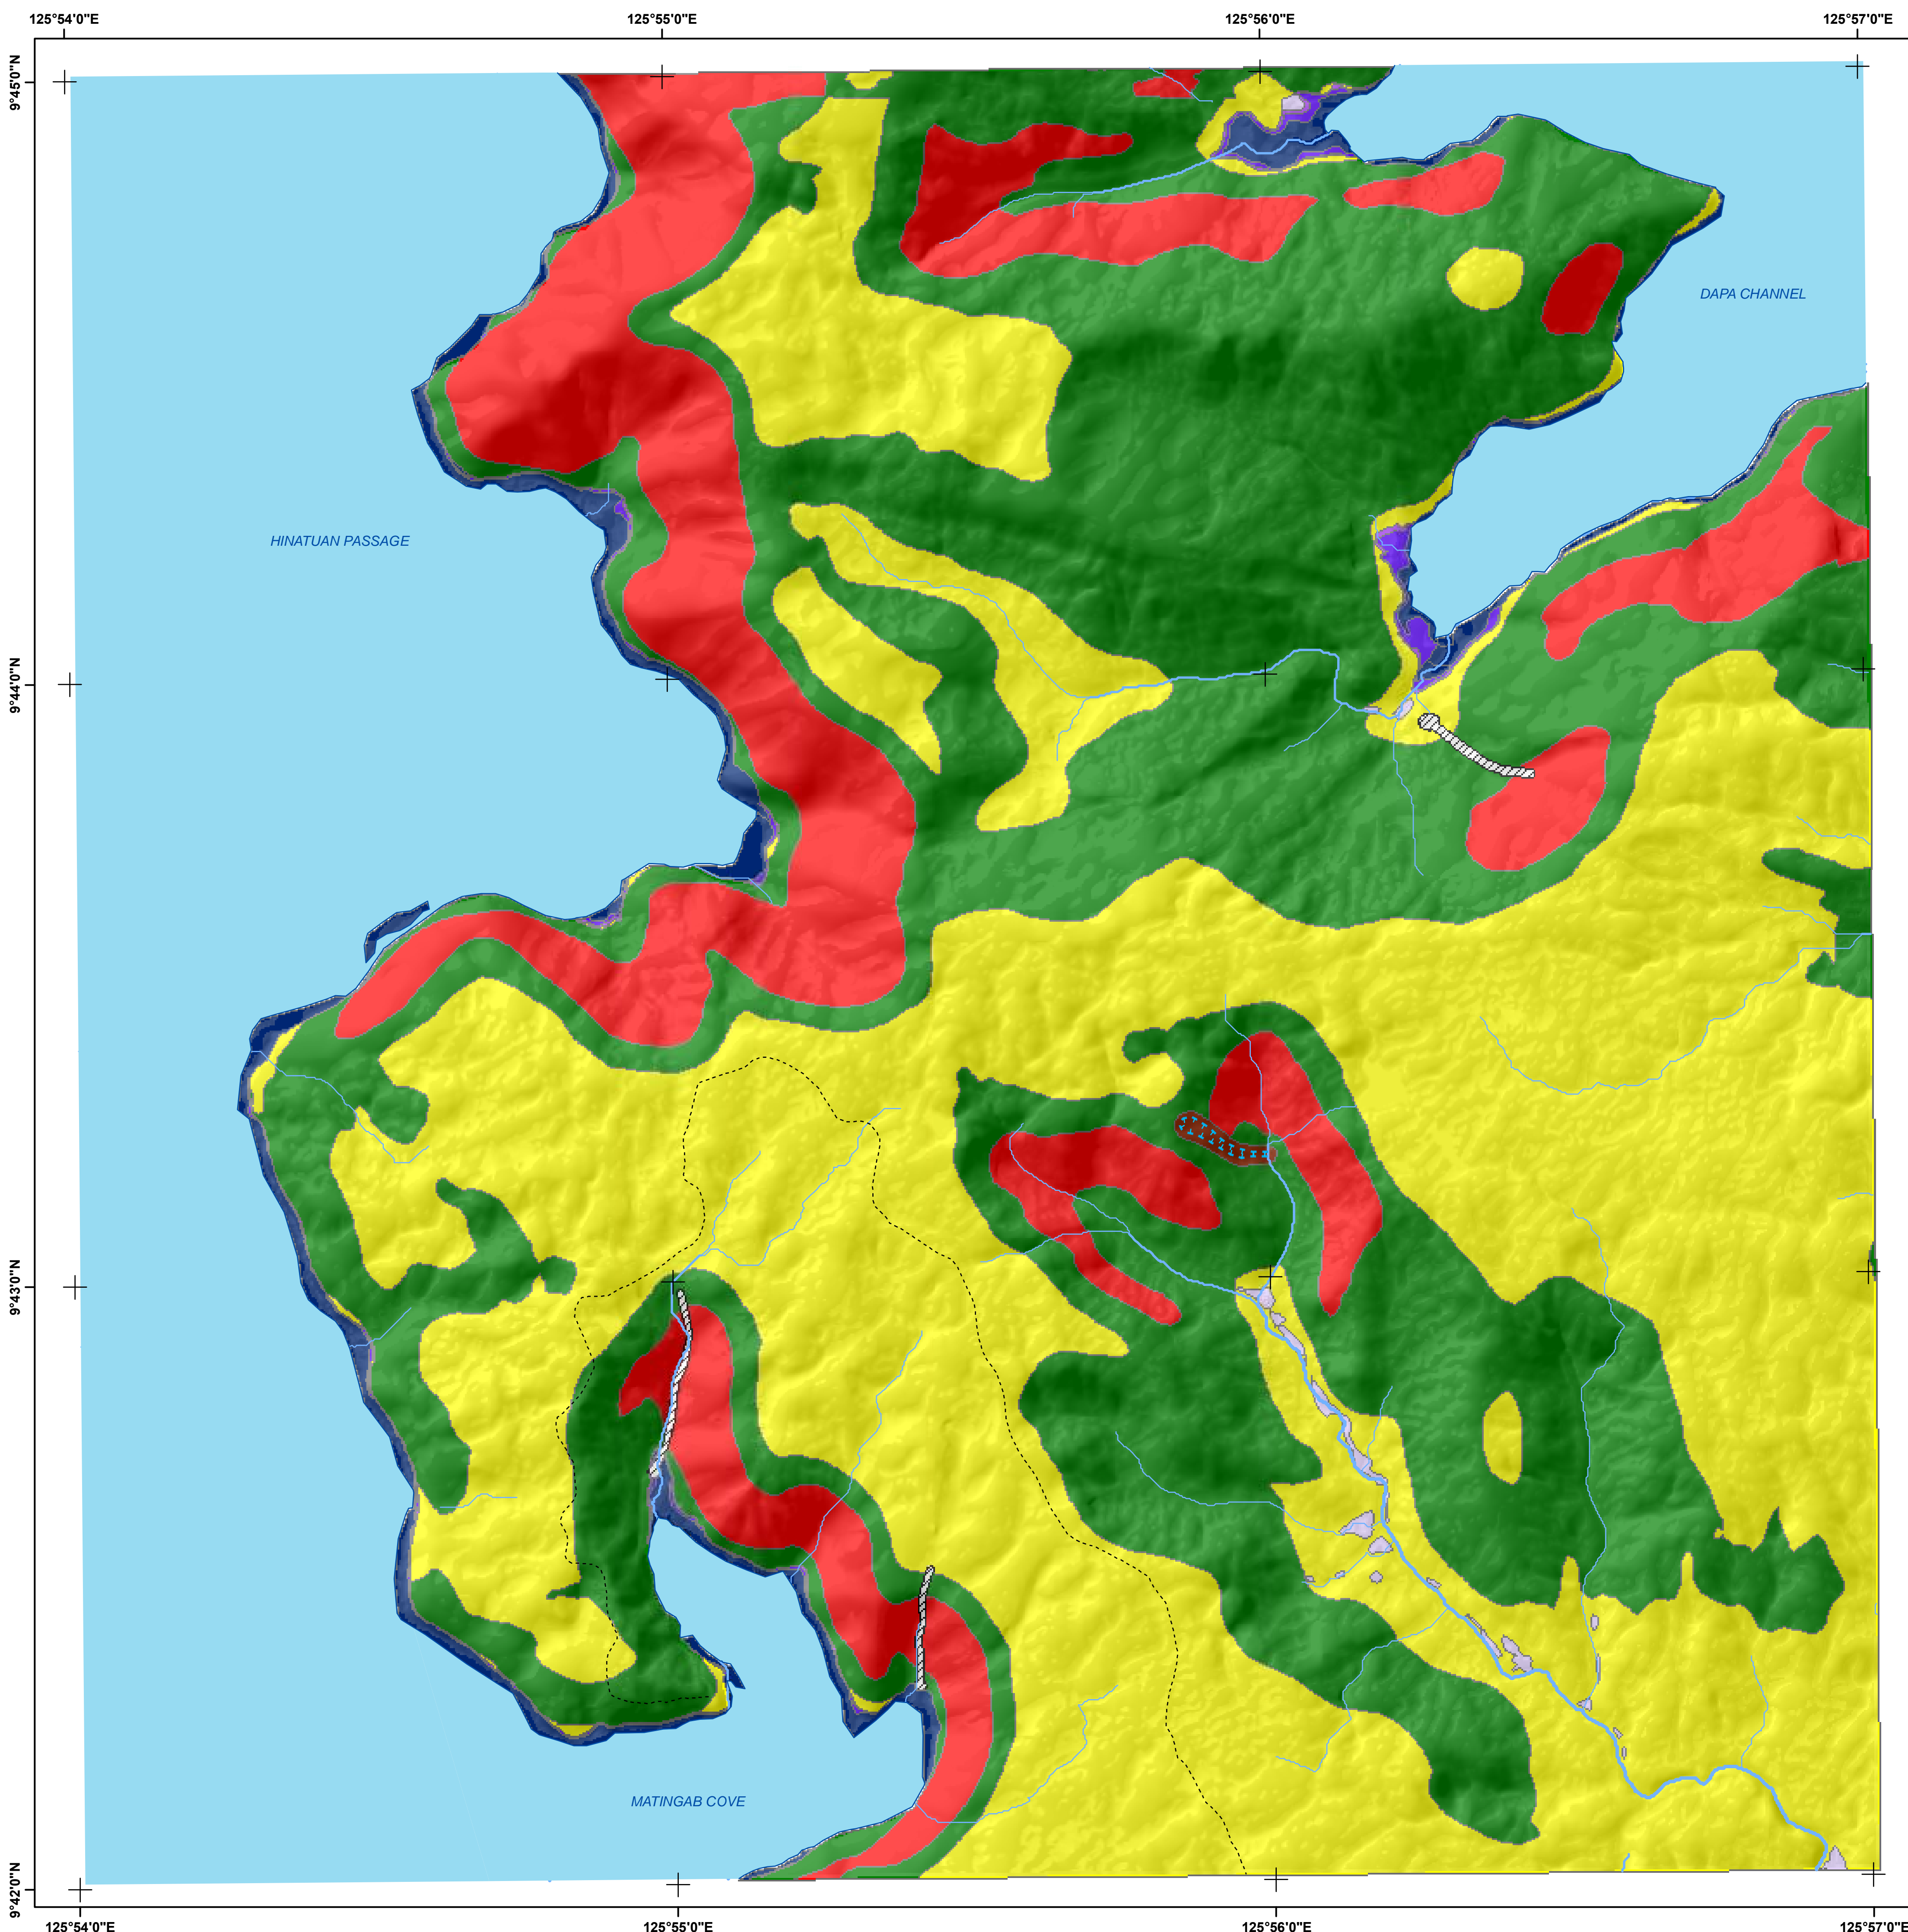 125°54'0"E
125°55'0"E
125°56'0"E
125°57'0"E
9°45'0"N
DAPA CHANNEL
HINATUAN PASSAGE
9°44'0"N
9°43'0"N
MATINGAB COVE
9°42'0"N
125°54'0"E
125°55'0"E
125°56'0"E
125°57'0"E